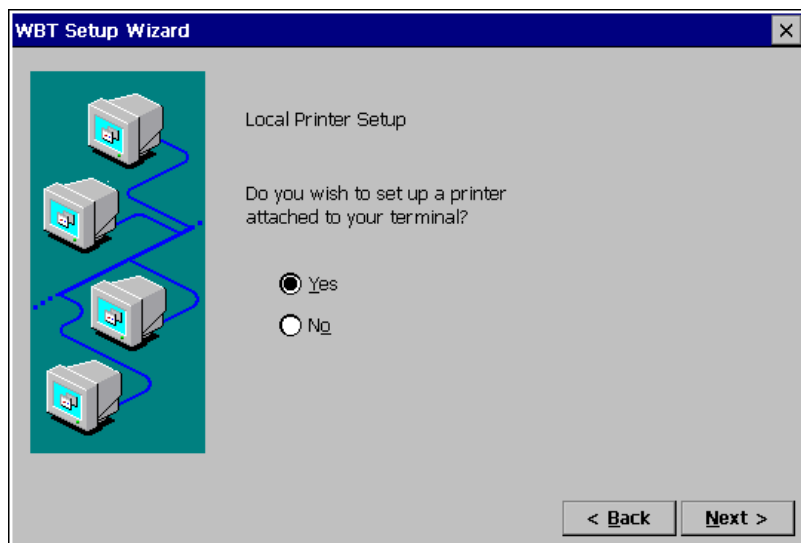 WBT Setup Wizard
Local Printer Setup
Do you wish to set up a printer
attached to your terminal?
Yes
No
< Back
Next >